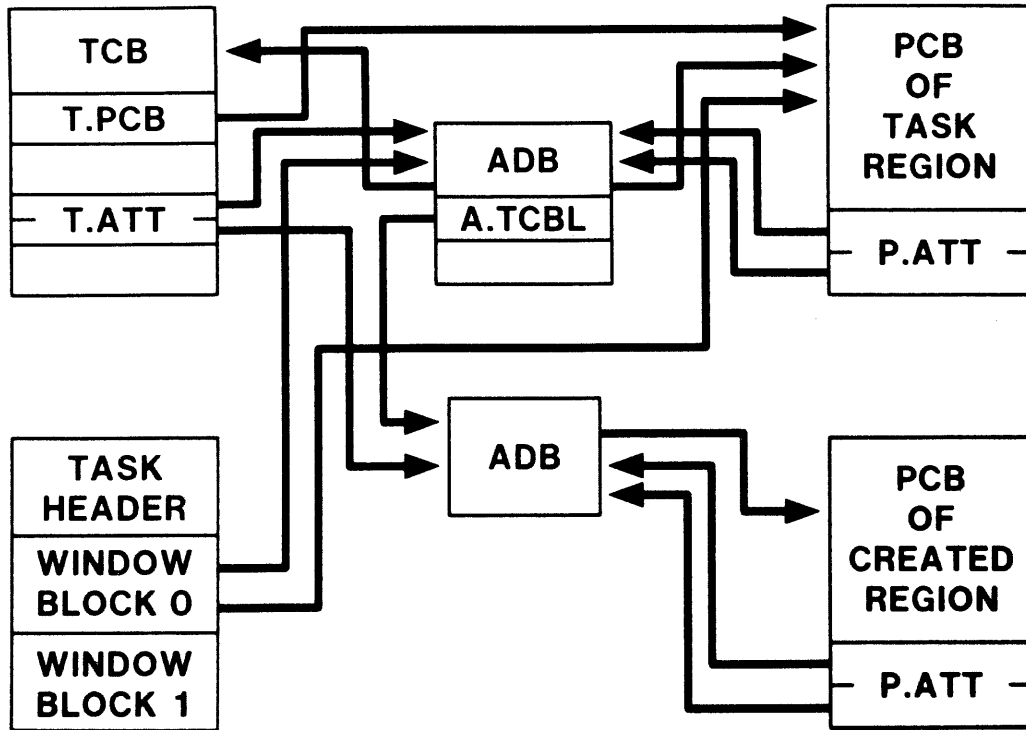 TCB
T.PCB
T.ATT
ADB
A.TCBL
PCB
OF
TASK
REGION
P.ATT
TASK
HEADER
WINDOW
BLOCK 0
WINDOW
BLOCK 1
ADB
PCB
OF
CREATED
REGION
P.ATT